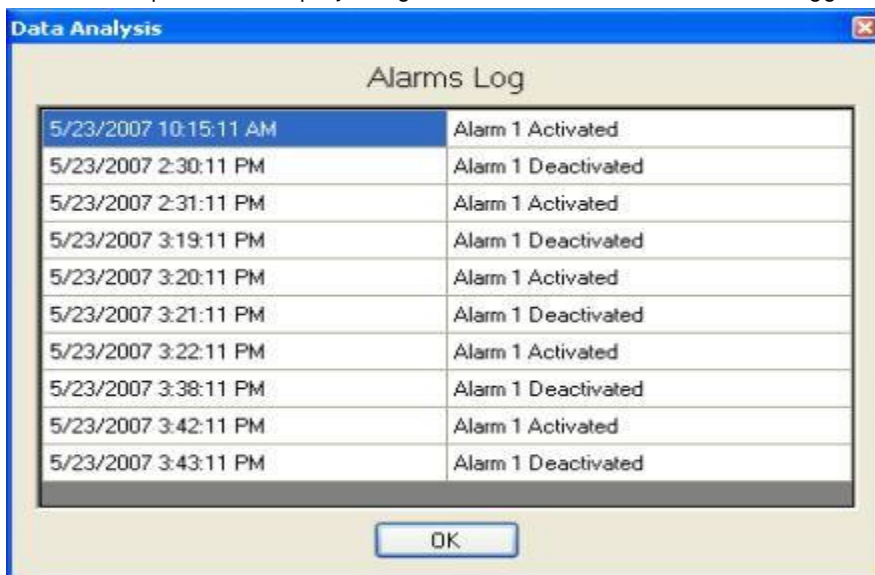 Data Analysis
Alarms Log
5/23/2007 10:15:11 AM Alarm 1 Activated
5/23/2007 2:30:11 PM Alarm 1 Deactivated
5/23/2007 2:31:11 PM Alarm 1 Activated
5/23/2007 3:19:11 PM Alarm 1 Deactivated
5/23/2007 3:20:11 PM Alarm 1 Activated
5/23/2007 3:21:11 PM Alarm 1 Deactivated
5/23/2007 3:22:11 PM Alarm 1 Activated
5/23/2007 3:38:11 PM Alarm 1 Deactivated
5/23/2007 3:42:11 PM Alarm 1 Activated
5/23/2007 3:43:11 PM Alarm 1 Deactivated
OK